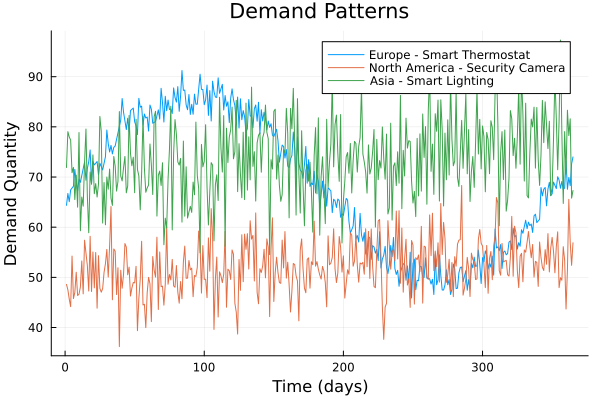 Demand Patterns
Europe - Smart Thermostat
North America - Security Camera
Asia - Smart Lighting
Demand Quantity
90
80
70
60
50
40
0
100
200
300
Time (days)